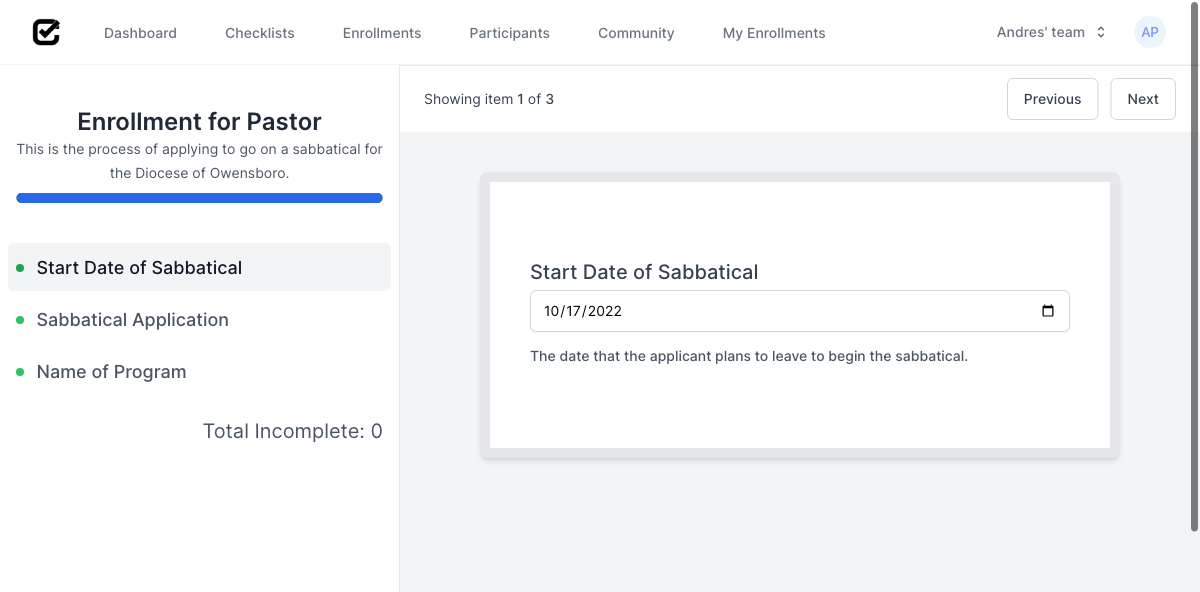 Dashboard
Checklists
Enrollments
Participants
Community
My Enrollments
Andres' team
AP
Enrollment for Pastor
This is the process of applying to go on a sabbatical for
the Diocese of Owensboro.
Start Date of Sabbatical
Sabbatical Application
Name of Program
Total Incomplete: 0
Showing item 1 of 3
Previous
Next
Start Date of Sabbatical
10/17/2022
The date that the applicant plans to leave to begin the sabbatical.